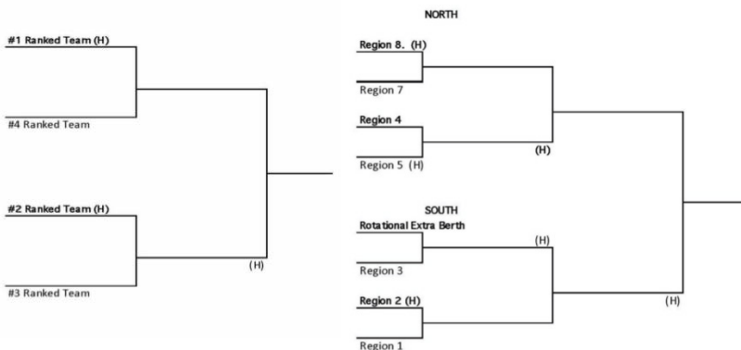 #1 Ranked Team (H)
#4 Ranked Team
#2 Ranked Team (H)
(H)
#3 Ranked Team
NORTH
Region 8. (H)
Region 7
Region 4
(H)
Region 5 (H)
SOUTH
Rotational Extra Berth
(H)
Region 3
Region 2 (H)
(H)
Region 1